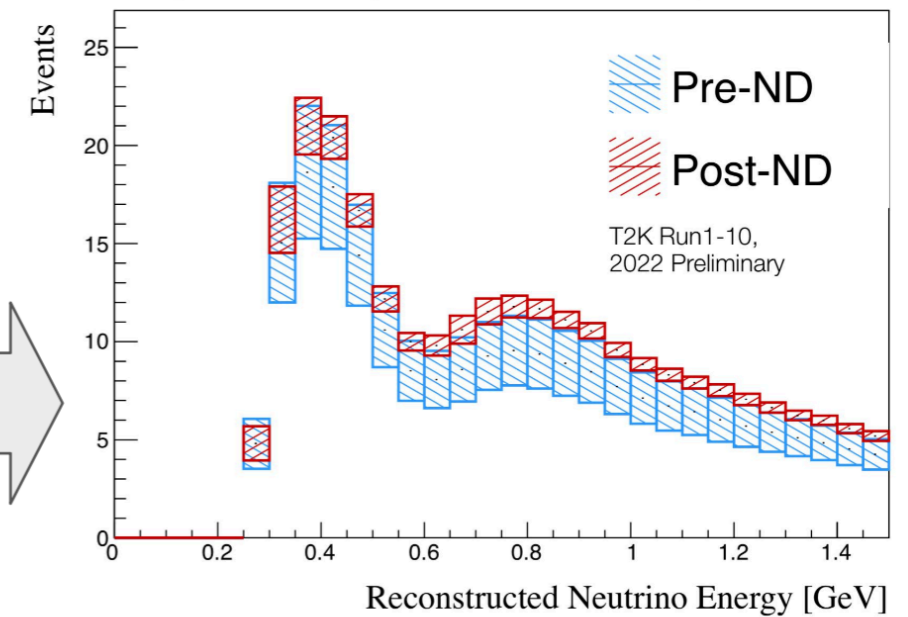 Events
25
20
15
10
5
0
Pre-ND
Post-ND
T2K Run1-10,
2022 Preliminary
0 0.2 0.4 0.6 0.8 1 1.2 1.4
Reconstructed Neutrino Energy [GeV]